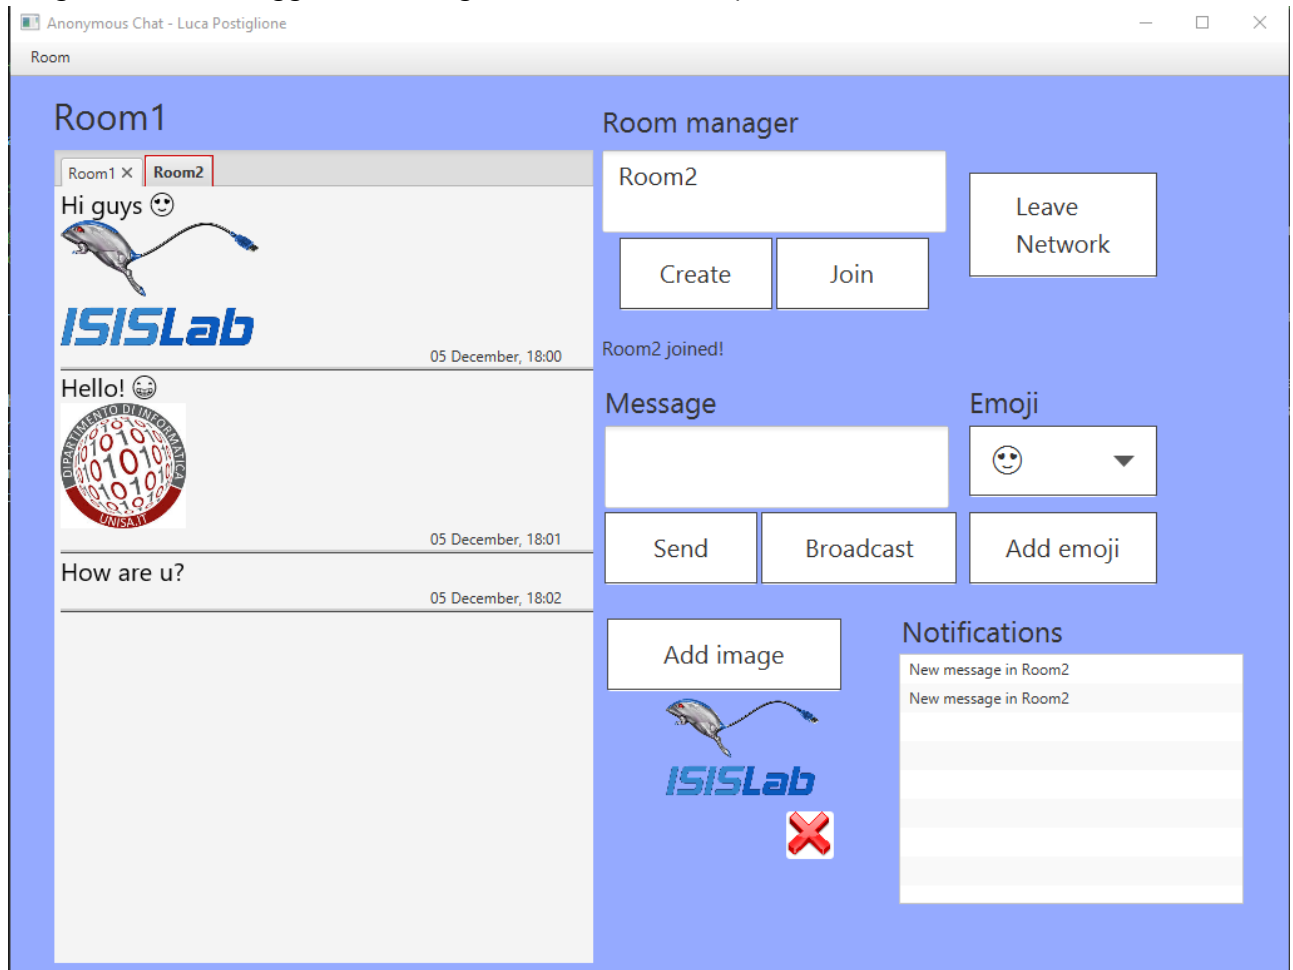 Anonymous Chat - Luca Postiglione
Room
Room1
Room1
Room2
Hi guys
ISISLab
05 December, 18:00
Hello!
DIPARTIMENTO DI INFORMATICA
UNISA.IT
05 December, 18:01
How are u?
05 December, 18:02
Room manager
Room2
Create
Join
Leave
Network
Room2 joined!
Message
Emoji
Send
Broadcast
Add emoji
Add image
ISISLab
Notifications
New message in Room2
New message in Room2